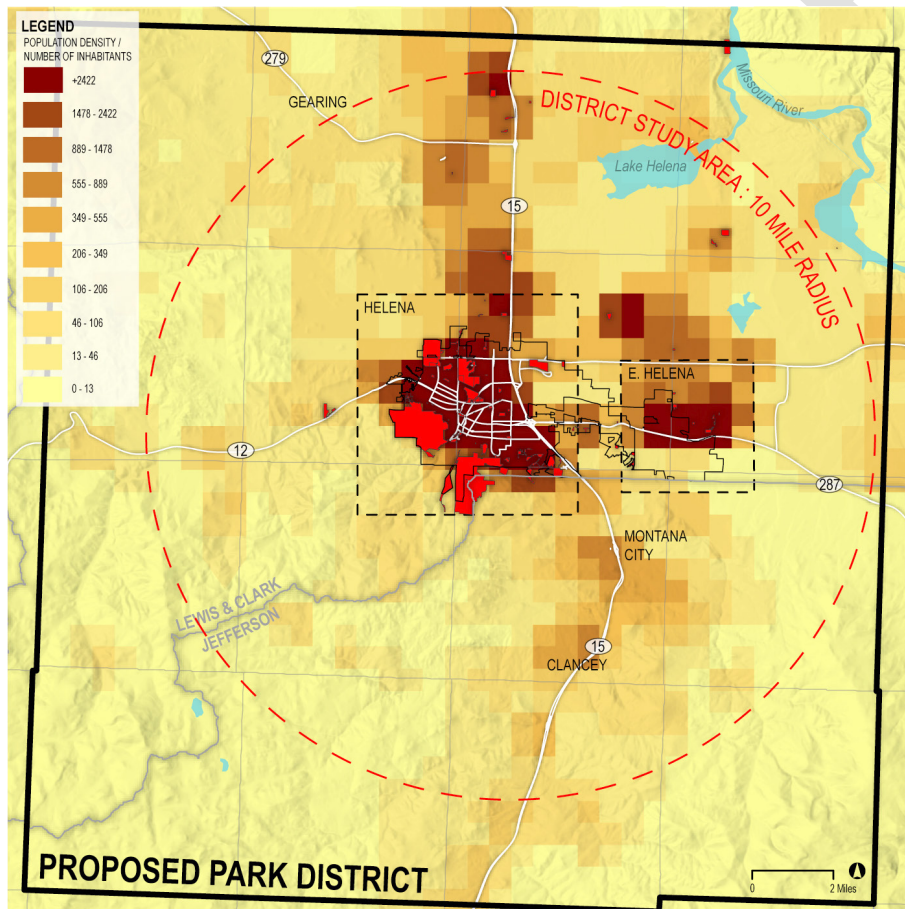 LEGEND
POPULATION DENSITY /
NUMBER OF INHABITANTS
+2422
1478 - 2422
889 - 1478
555 - 889
349 - 555
206 - 349
106 - 206
46 - 106
13 - 46
0 - 13
279
GEARING
Missouri River
DISTRICT STUDY AREA : 10 MILE RADIUS
Lake Helena
15
HELENA
E. HELENA
12
287
MONTANA
CITY
LEWIS & CLARK
JEFFERSON
15
CLANCEY
PROPOSED PARK DISTRICT
0
2 Miles